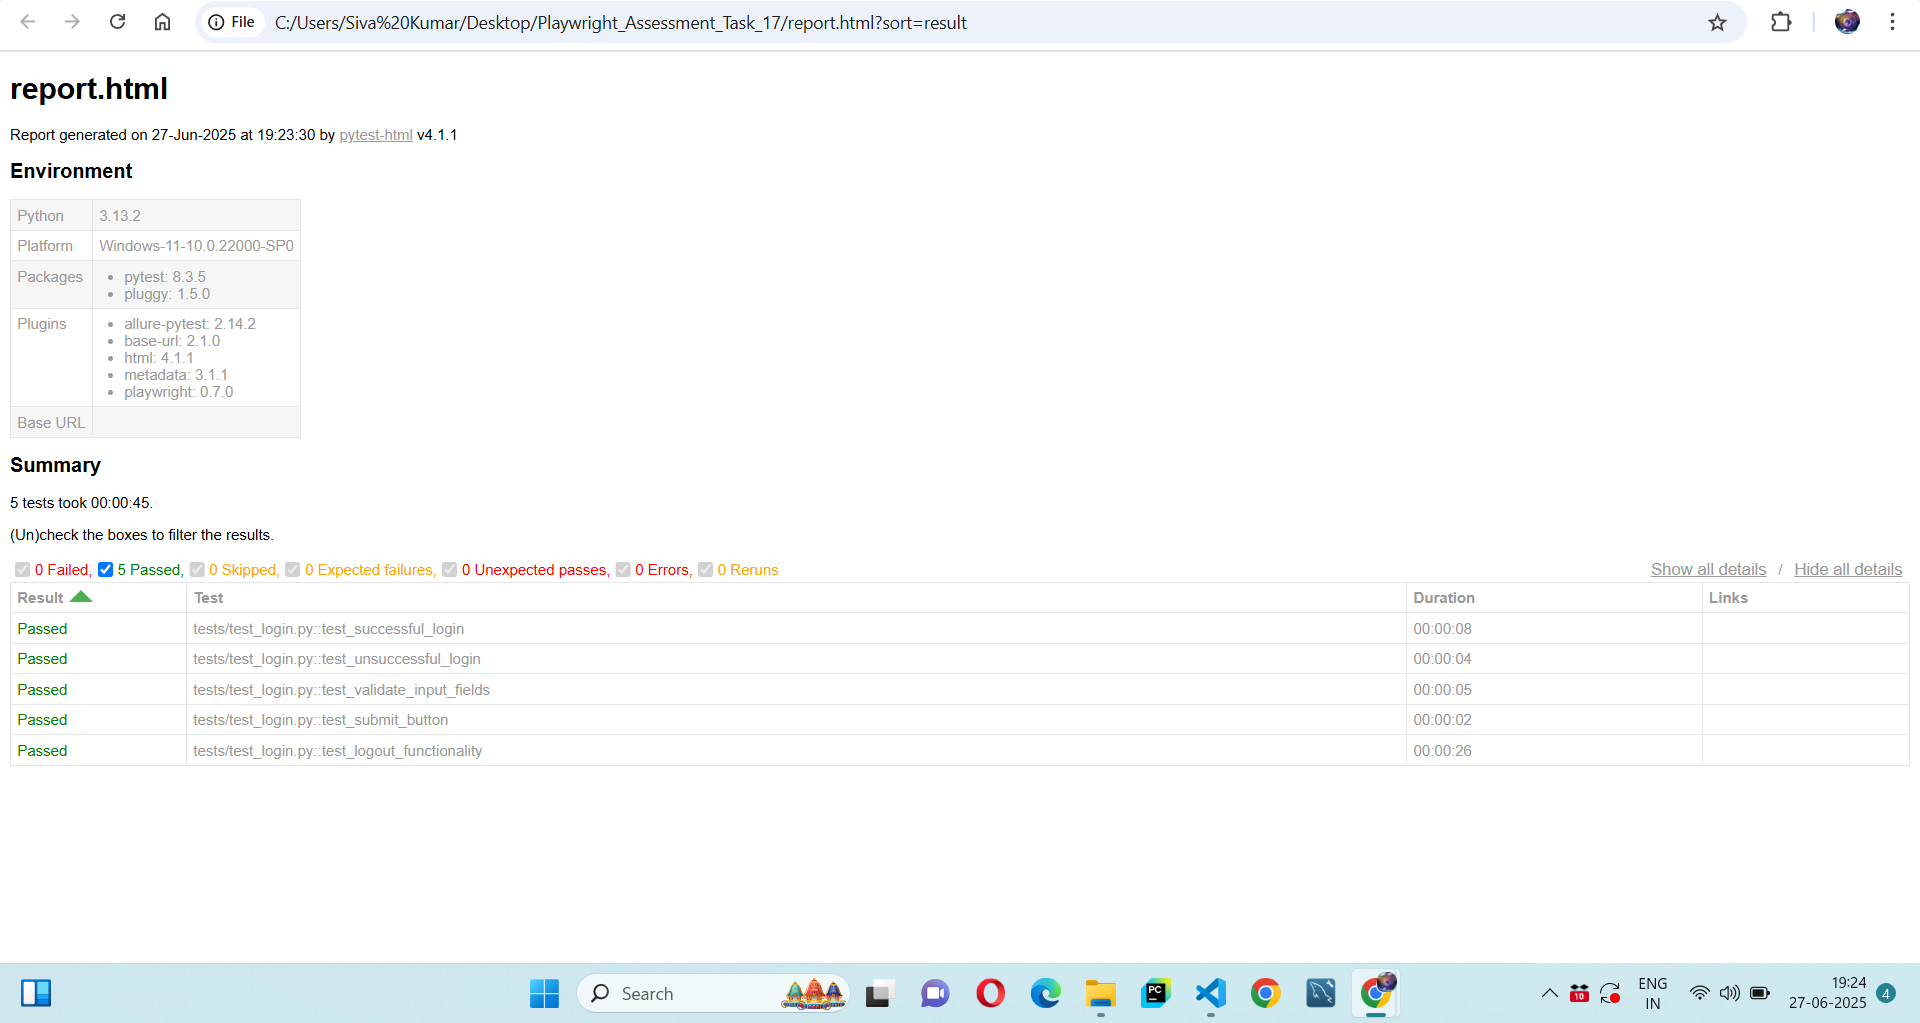 File
C:/Users/Siva%20Kumar/Desktop/Playwright_Assessment_Task_17/report.html?sort=result
report.html
Report generated on 27-Jun-2025 at 19:23:30 by pytest-html v4.1.1
Environment
Python 3.13.2
Platform Windows-11-10.0.22000-SP0
Packages
pytest: 8.3.5
pluggy: 1.5.0
Plugins
allure-pytest: 2.14.2
base-url: 2.1.0
html: 4.1.1
metadata: 3.1.1
playwright: 0.7.0
Base URL
Summary
5 tests took 00:00:45.
(Un)check the boxes to filter the results.
0 Failed, 5 Passed, 0 Skipped, 0 Expected failures, 0 Unexpected passes, 0 Errors, 0 Reruns Show all details / Hide all details
Result Test Duration Links
Passed tests/test_login.py::test_successful_login 00:00:08
Passed tests/test_login.py::test_unsuccessful_login 00:00:04
Passed tests/test_login.py::test_validate_input_fields 00:00:05
Passed tests/test_login.py::test_submit_button 00:00:02
Passed tests/test_login.py::test_logout_functionality 00:00:26
Search
PC
10
ENG
IN
19:24
27-06-2025
4